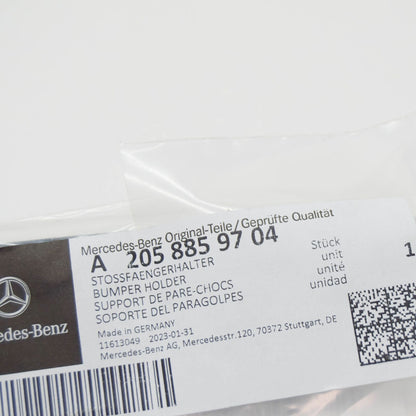 Mercedes-Benz Original-Teile/Geprüfte Qualität
A 205 885 97 04
STOSSFAENGERHALTER
BUMPER HOLDER
SUPPORT DE PARE-CHOCS
SOPORTE DEL PARAGOLPES
Stück
unit
unité
unidad
1
Made in GERMANY
11613049 2023-01-31
Mercedes-Benz AG, Mercedesstr.120, 70372 Stuttgart, DE
cedes-Benz